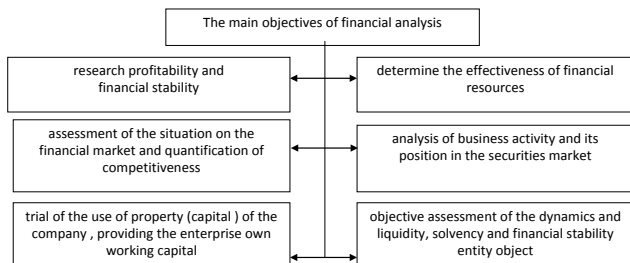 The main objectives of financial analysis
research profitability and
financial stability
determine the effectiveness of financial
resources
assessment of the situation on the
financial market and quantification of
competitiveness
analysis of business activity and its
position in the securities market
trial of the use of property (capital ) of the
company , providing the enterprise own
working capital
objective assessment of the dynamics and
liquidity, solvency and financial stability
entity object